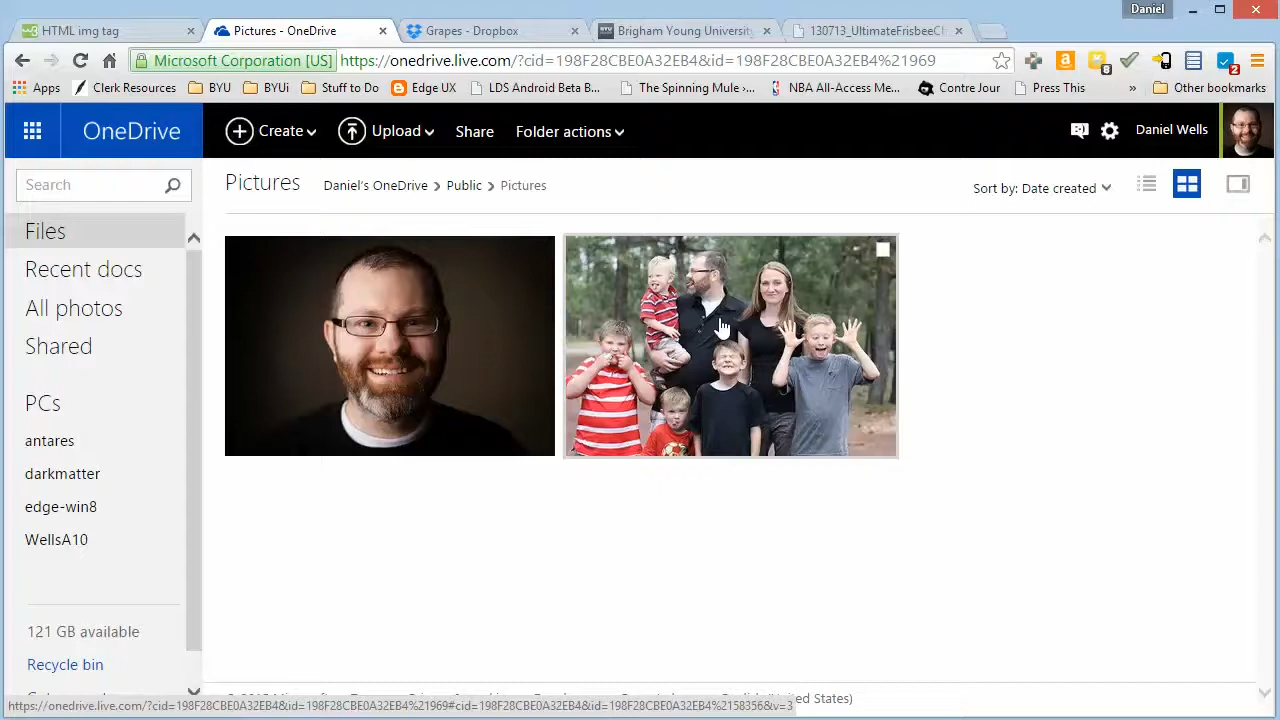 Daniel
HTML img tag
Pictures - OneDrive
Grapes - Dropbox
Brigham Young University
130713_UltimateFrisbeeCl
Microsoft Corporation [US]
https://onedrive.live.com/?cid=198F28CBE0A32EB4&id=198F28CBE0A32EB4%21969
8
2
Apps
Clerk Resources
BYU
BYUi
Stuff to Do
Edge UX
LDS Android Beta B...
The Spinning Mule ›...
NBA All-Access Me...
Contre Jour
Press This
»
Other bookmarks
OneDrive
Create
Upload
Share
Folder actions
Daniel Wells
Search
Pictures
Daniel's OneDrive > Public > Pictures
Sort by: Date created
Files
Recent docs
All photos
Shared
PCs
antares
darkmatter
edge-win8
WellsA10
121 GB available
Recycle bin
https://onedrive.live.com/?cid=198F28CBE0A32EB4&id=198F28CBE0A32EB4%21969#cid=198F28CBE0A32EB4&id=198F28CBE0A32EB4%2158356&v=3